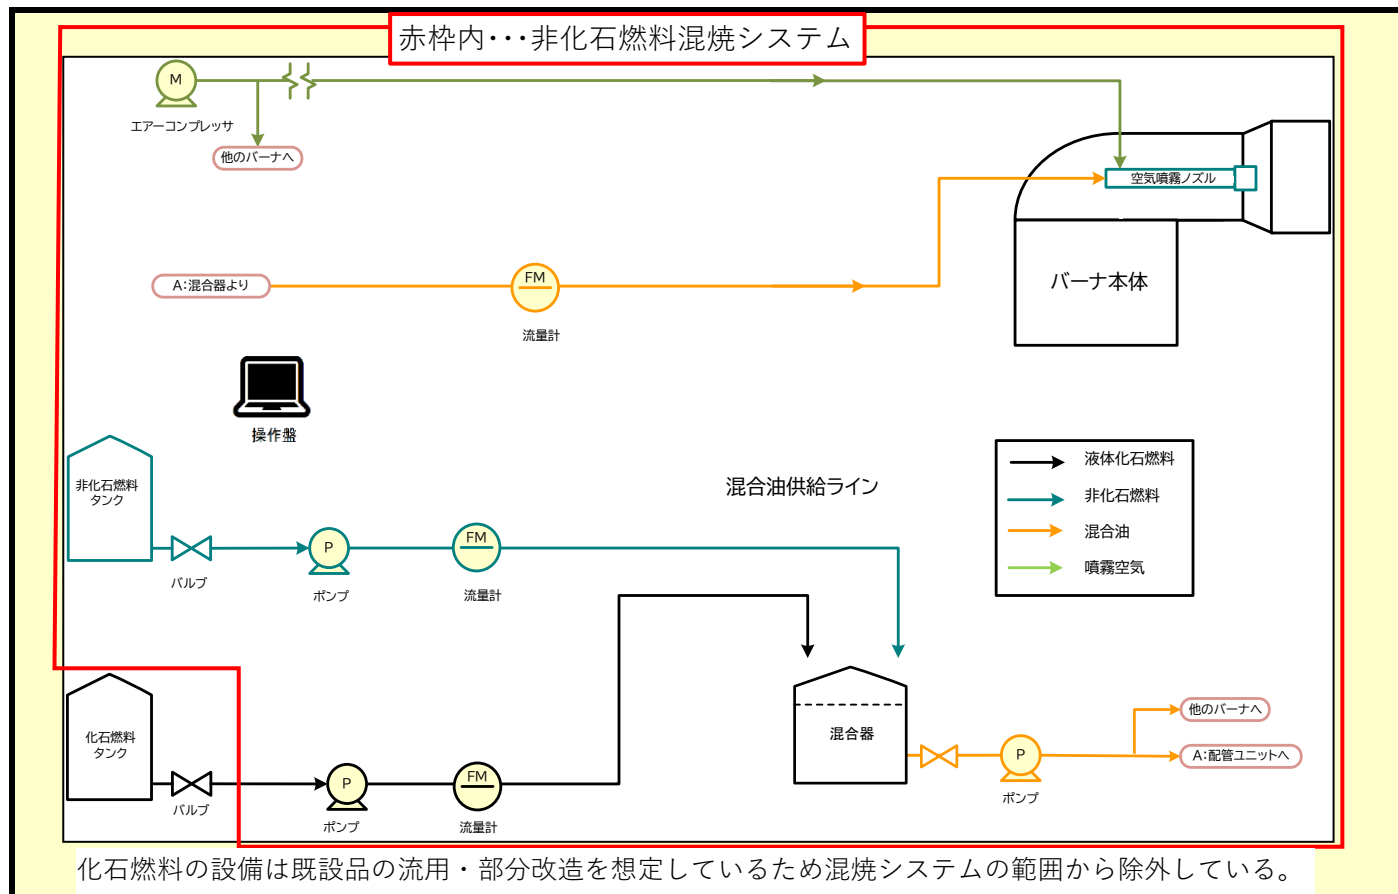 赤枠内・・・非化石燃料混焼システム
M
エアーコンプレッサ
他のバーナへ
空気噴霧ノズル
バーナ本体
A:混合器より
FM
流量計
操作盤
液体化石燃料
非化石燃料
混合油
噴霧空気
混合油供給ライン
非化石燃料
タンク
バルブ
P
ポンプ
FM
流量計
化石燃料
タンク
バルブ
P
ポンプ
FM
流量計
混合器
P
ポンプ
他のバーナへ
A:配管ユニットへ
化石燃料の設備は既設品の流用・部分改造を想定しているため混焼システムの範囲から除外している。